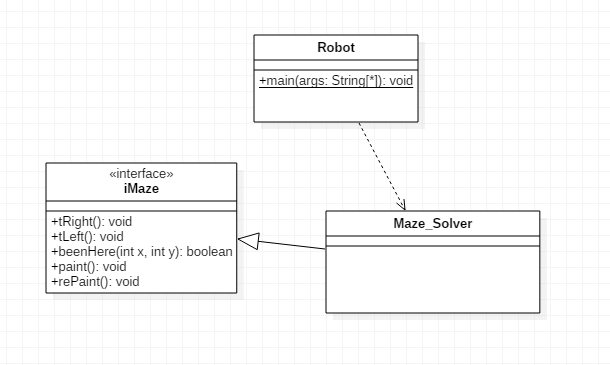 Robot
+main(args: String[*]): void
«interface»
iMaze
+tRight(): void
+tLeft(): void
+beenHere(int x, int y): boolean
+paint(): void
+rePaint(): void
Maze_Solver